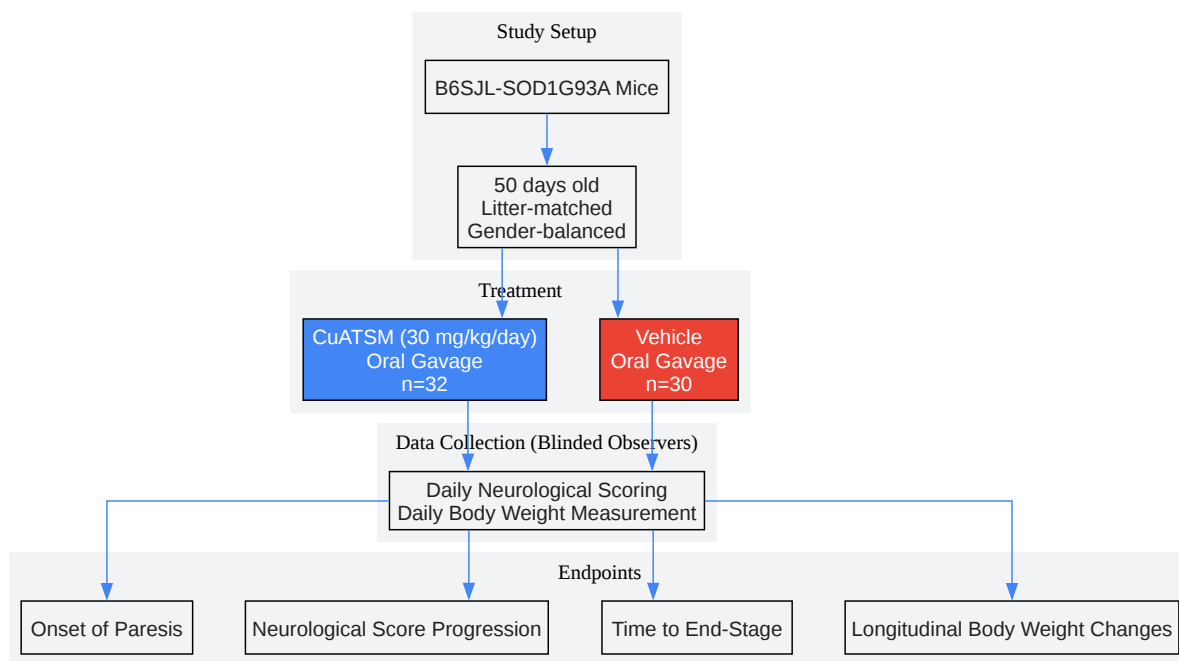 Study Setup
B6SJL-SOD1G93A Mice
50 days old
Litter-matched
Gender-balanced
Treatment
CuATSM (30 mg/kg/day)
Oral Gavage
n=32
Vehicle
Oral Gavage
n=30
Data Collection (Blinded Observers)
Daily Neurological Scoring
Daily Body Weight Measurement
Endpoints
Onset of Paresis
Neurological Score Progression
Time to End-Stage
Longitudinal Body Weight Changes